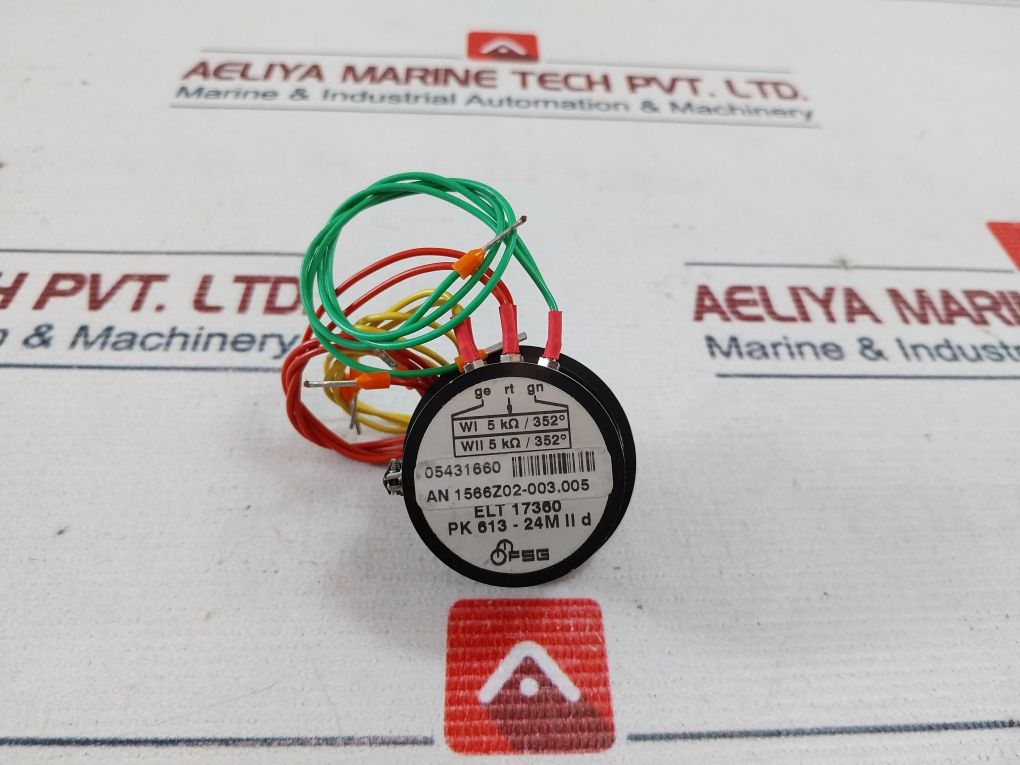 AELIYA MARINE TECH PVT. LTD.
Marine & Industrial Automation & Machinery
H PVT. LTD.
& Machinery
AELIYA MARIN
Marine & Industr
ge rt gn
WI 5 kΩ / 352°
WII 5 kΩ / 352°
05431660
AN 1566Z02-003.005
ELT 17360
PK 613 - 24M II d
FSG